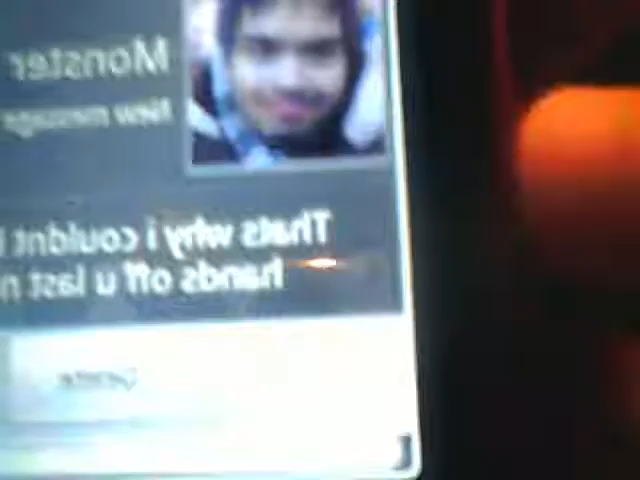 Monster
New message
Thats why i couldnt
hands off u last